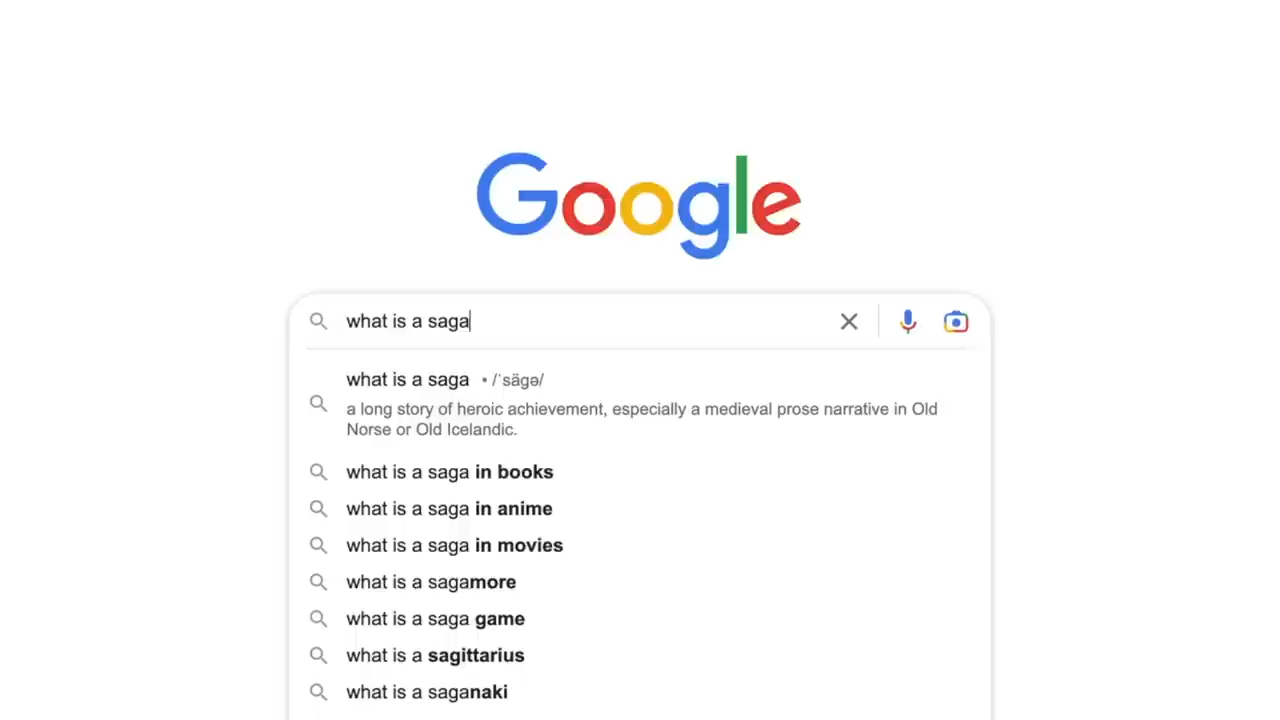 Google
what is a saga
what is a saga • /ˈsäɡə/
a long story of heroic achievement, especially a medieval prose narrative in Old
Norse or Old Icelandic.
what is a saga in books
what is a saga in anime
what is a saga in movies
what is a sagamore
what is a saga game
what is a sagittarius
what is a saganaki